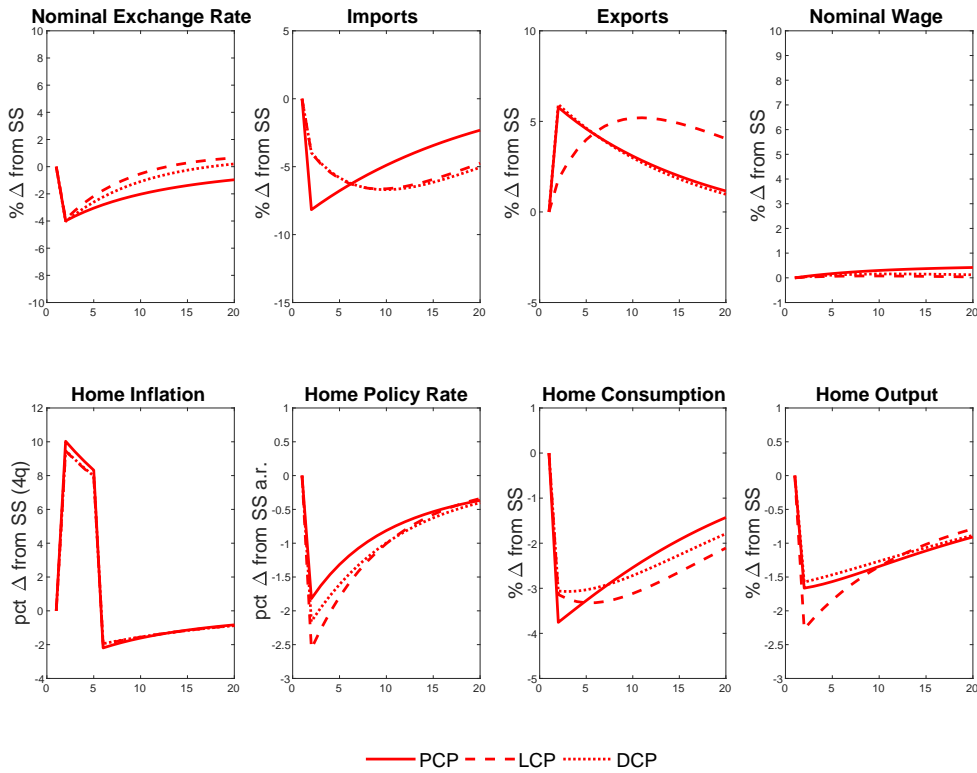 Nominal Exchange Rate
% Δ from SS
10
8
6
4
2
0
-2
-4
-6
-8
-10
0 5 10 15 20
Imports
% Δ from SS
5
0
-5
-10
-15
0 5 10 15 20
Exports
% Δ from SS
10
5
0
-5
0 5 10 15 20
Nominal Wage
% Δ from SS
10
9
8
7
6
5
4
3
2
1
0
-1
0 5 10 15 20
Home Inflation
pct Δ from SS (4q)
12
10
8
6
4
2
0
-2
-4
0 5 10 15 20
Home Policy Rate
pct Δ from SS a.r.
1
0.5
0
-0.5
-1
-1.5
-2
-2.5
-3
0 5 10 15 20
Home Consumption
% Δ from SS
1
0
-1
-2
-3
-4
-5
0 5 10 15 20
Home Output
% Δ from SS
1
0.5
0
-0.5
-1
-1.5
-2
-2.5
-3
0 5 10 15 20
PCP LCP DCP